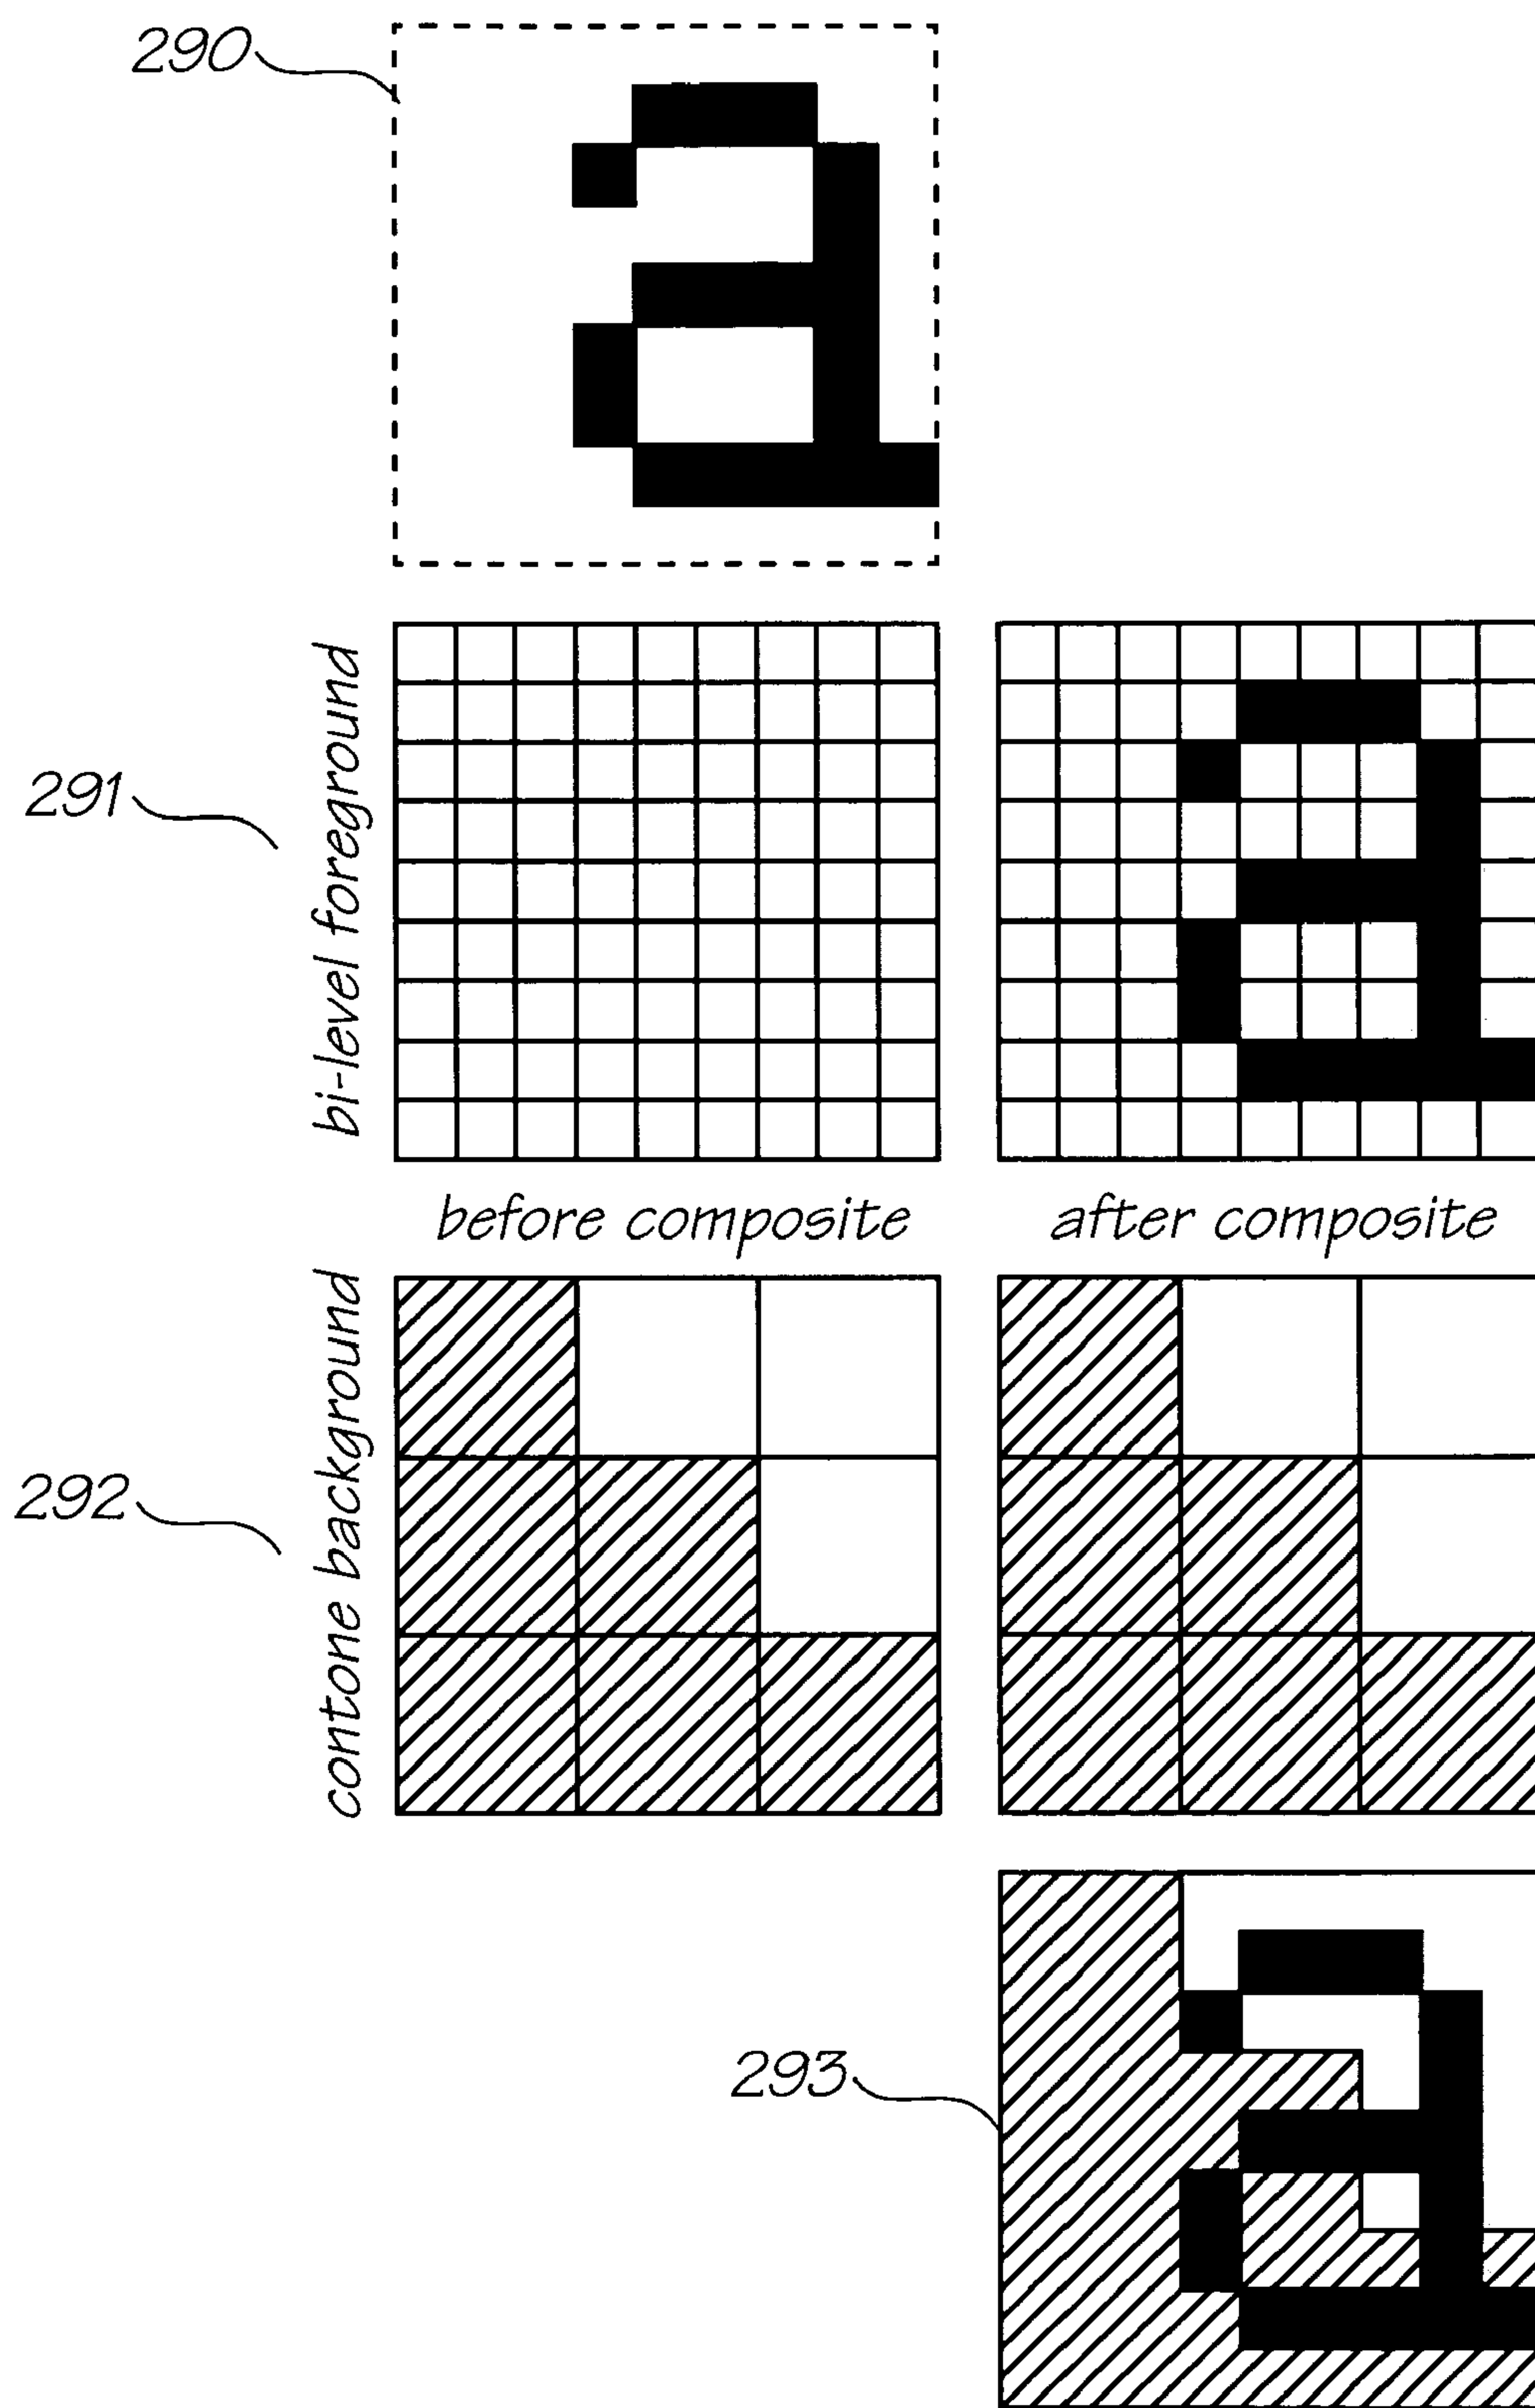 290
291
bi-level foreground
before composite
after composite
292
contone background
293